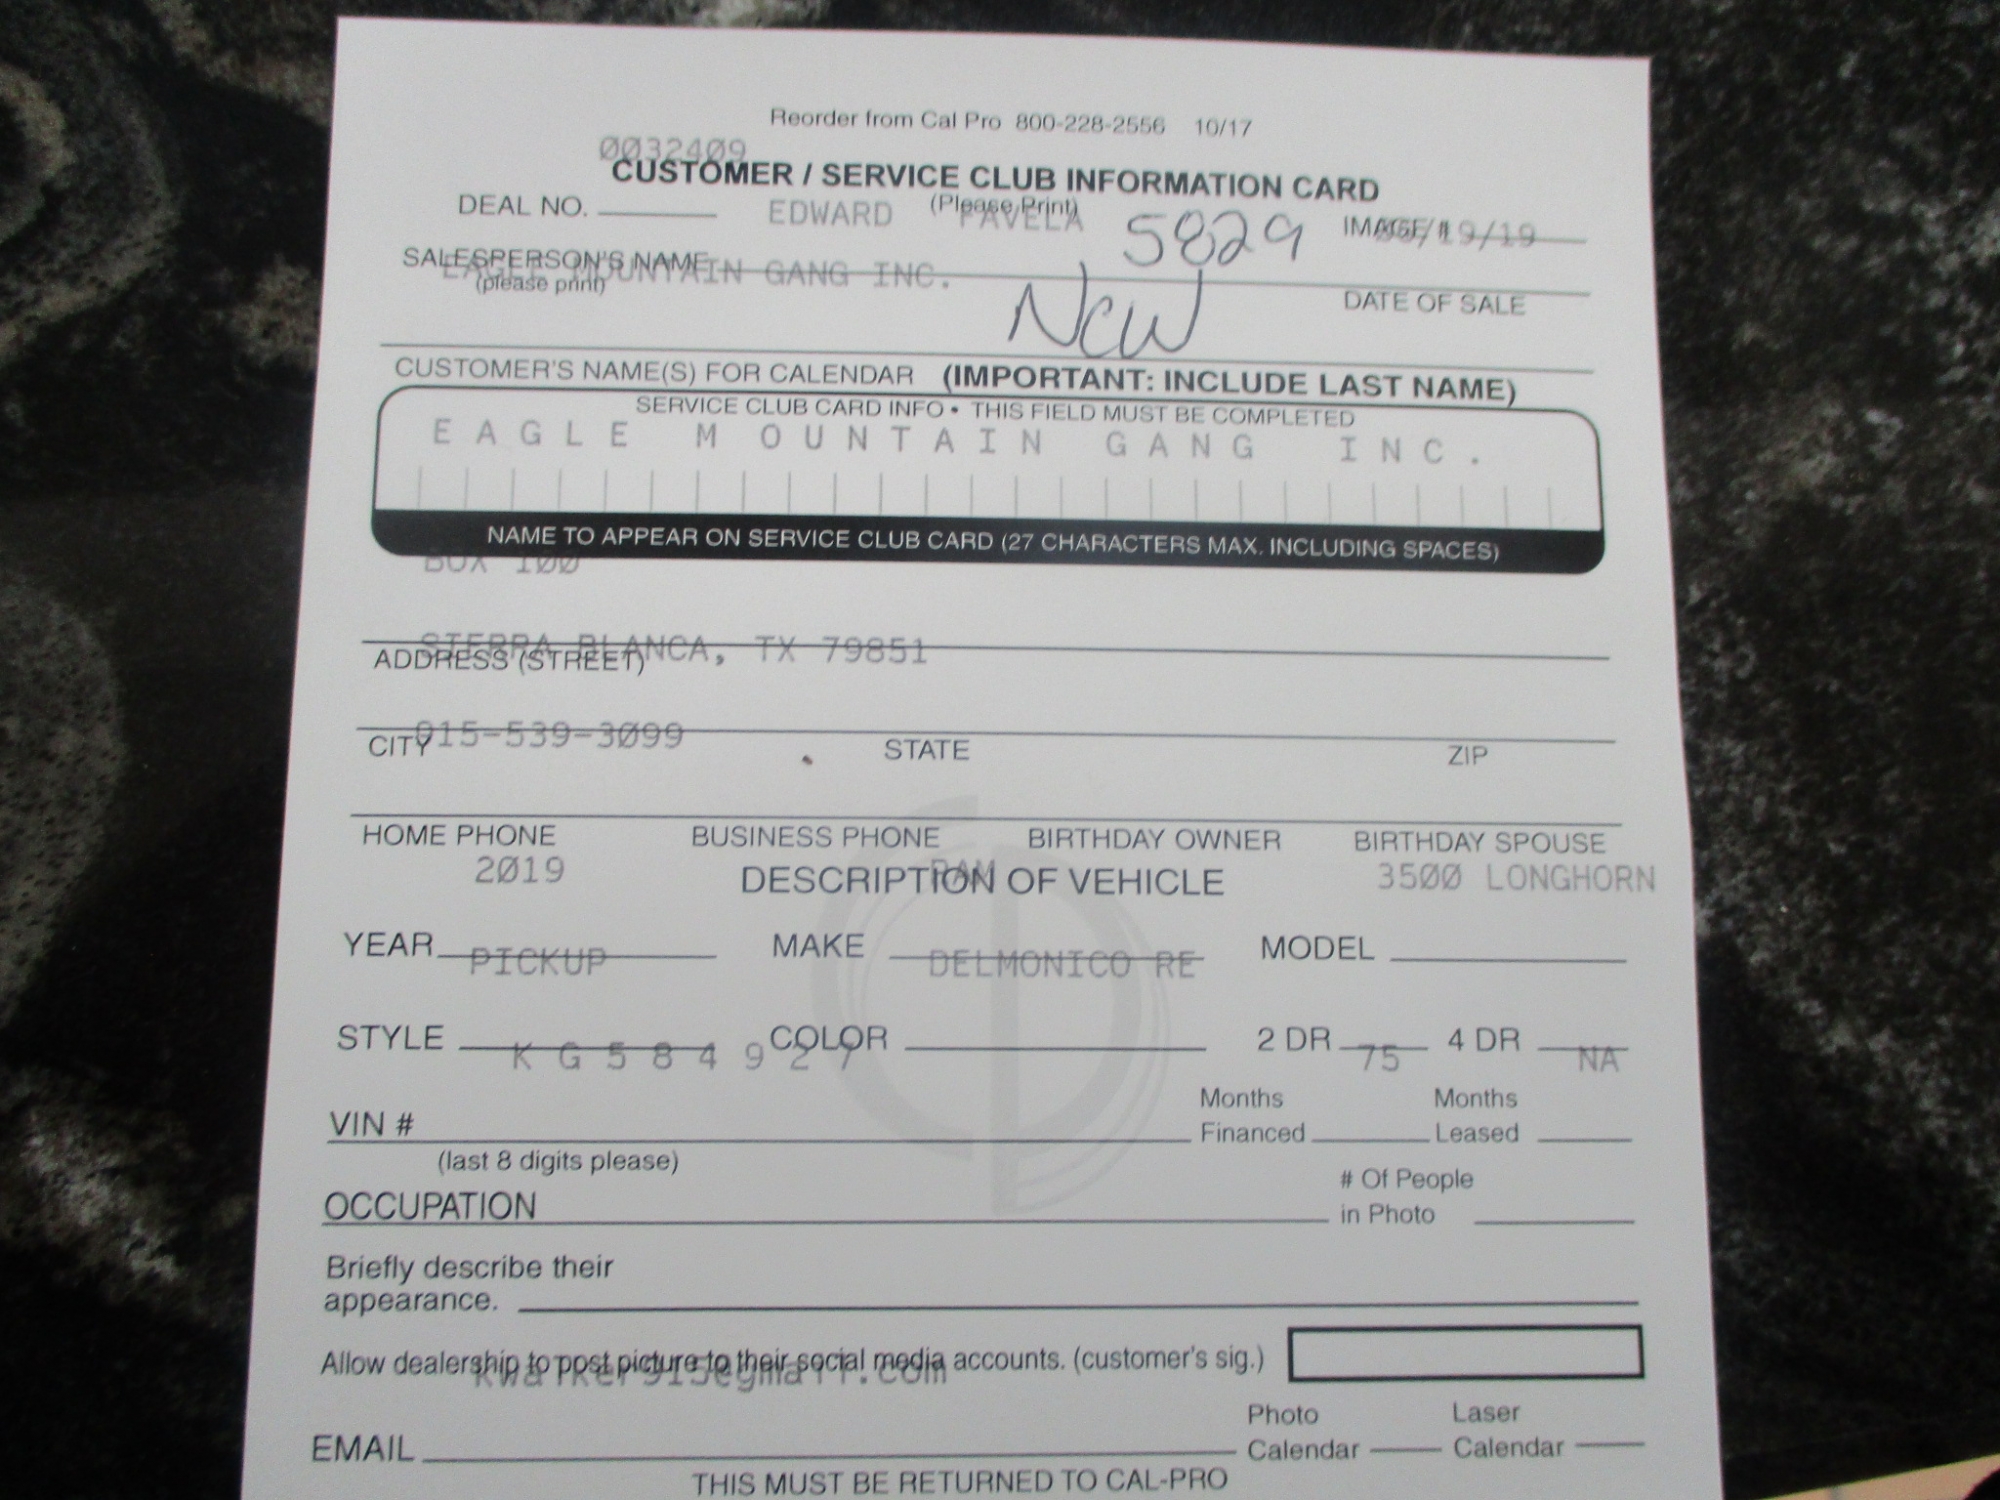 Reorder from Cal Pro 800-228-2556 10/17
0032409
CUSTOMER / SERVICE CLUB INFORMATION CARD
(Please Print)
DEAL NO. EDWARD PAVELA 5829 IMAGE # /19/19
SALESPERSON'S NAME
(please print)
EAGLE MOUNTAIN GANG INC.
New
DATE OF SALE
CUSTOMER'S NAME(S) FOR CALENDAR (IMPORTANT: INCLUDE LAST NAME)
SERVICE CLUB CARD INFO • THIS FIELD MUST BE COMPLETED
EAGLE MOUNTAIN GANG INC.
NAME TO APPEAR ON SERVICE CLUB CARD (27 CHARACTERS MAX. INCLUDING SPACES)
BOX 100
SIERRA BLANCA, TX 79851
ADDRESS (STREET)
915-539-3099
CITY STATE ZIP
HOME PHONE BUSINESS PHONE BIRTHDAY OWNER BIRTHDAY SPOUSE
2019 RAM 3500 LONGHORN
DESCRIPTION OF VEHICLE
YEAR MAKE MODEL
PICKUP DELMONICO RE
STYLE COLOR 2 DR 4 DR
KG584927 75 NA
VIN # Months Financed Months Leased
(last 8 digits please)
OCCUPATION # Of People in Photo
Briefly describe their
appearance.
Allow dealership to post picture to their social media accounts. (customer's sig.)
kwalker915@gmail.com
EMAIL Photo Calendar Laser Calendar
THIS MUST BE RETURNED TO CAL-PRO